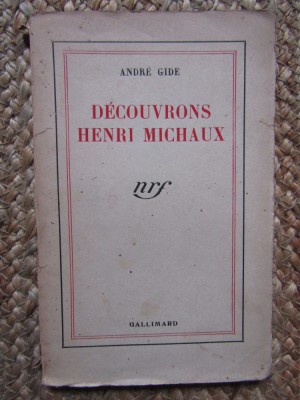 ANDRÉ GIDE
DÉCOUVRONS
HENRI MICHAUX
nrf
GALLIMARD